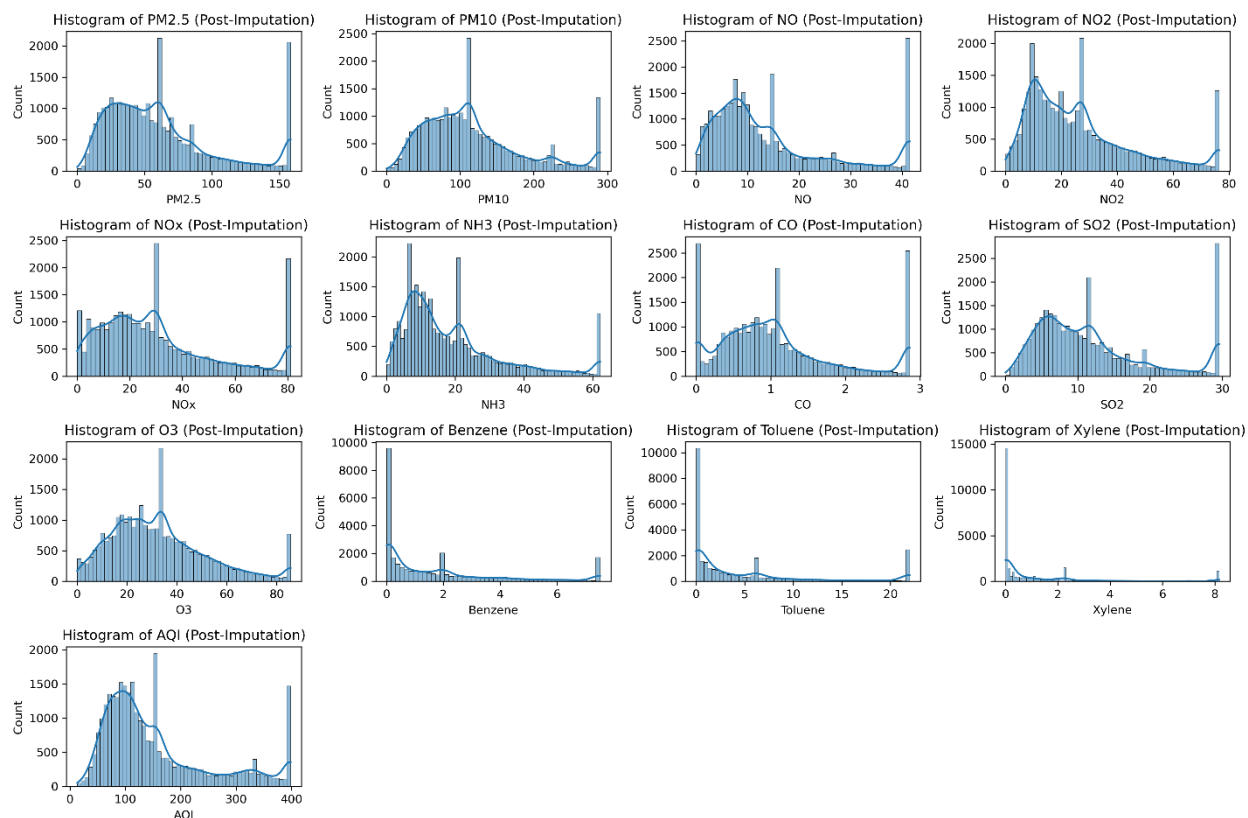 Histogram of PM2.5 (Post-Imputation)
Count
2000
1500
1000
500
0
0 50 100 150
PM2.5
Histogram of PM10 (Post-Imputation)
Count
2500
2000
1500
1000
500
0
0 100 200 300
PM10
Histogram of NO (Post-Imputation)
Count
2500
2000
1500
1000
500
0
0 10 20 30 40
NO
Histogram of NO2 (Post-Imputation)
Count
2000
1500
1000
500
0
0 20 40 60 80
NO2
Histogram of NOx (Post-Imputation)
Count
2500
2000
1500
1000
500
0
0 20 40 60 80
NOx
Histogram of NH3 (Post-Imputation)
Count
2000
1500
1000
500
0
0 20 40 60
NH3
Histogram of CO (Post-Imputation)
Count
2500
2000
1500
1000
500
0
0 1 2 3
CO
Histogram of SO2 (Post-Imputation)
Count
2500
2000
1500
1000
500
0
0 10 20 30
SO2
Histogram of O3 (Post-Imputation)
Count
2000
1500
1000
500
0
0 20 40 60 80
O3
Histogram of Benzene (Post-Imputation)
Count
10000
8000
6000
4000
2000
0
0 2 4 6
Benzene
Histogram of Toluene (Post-Imputation)
Count
10000
8000
6000
4000
2000
0
0 5 10 15 20
Toluene
Histogram of Xylene (Post-Imputation)
Count
15000
10000
5000
0
0 2 4 6 8
Xylene
Histogram of AQI (Post-Imputation)
Count
2000
1500
1000
500
0
0 100 200 300 400
AQI